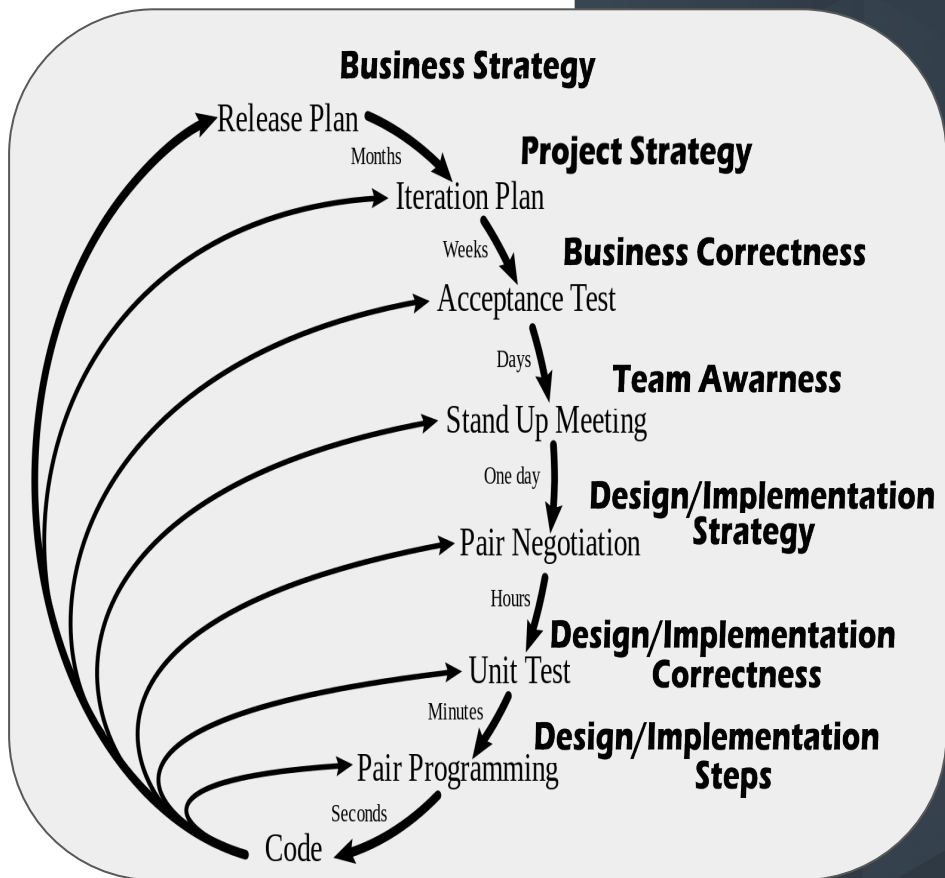 Business Strategy
Release Plan
Months
Project Strategy
Iteration Plan
Weeks
Business Correctness
Acceptance Test
Days
Team Awarness
Stand Up Meeting
One day
Design/Implementation
Strategy
Pair Negotiation
Hours
Design/Implementation
Correctness
Unit Test
Minutes
Design/Implementation
Steps
Pair Programming
Seconds
Code